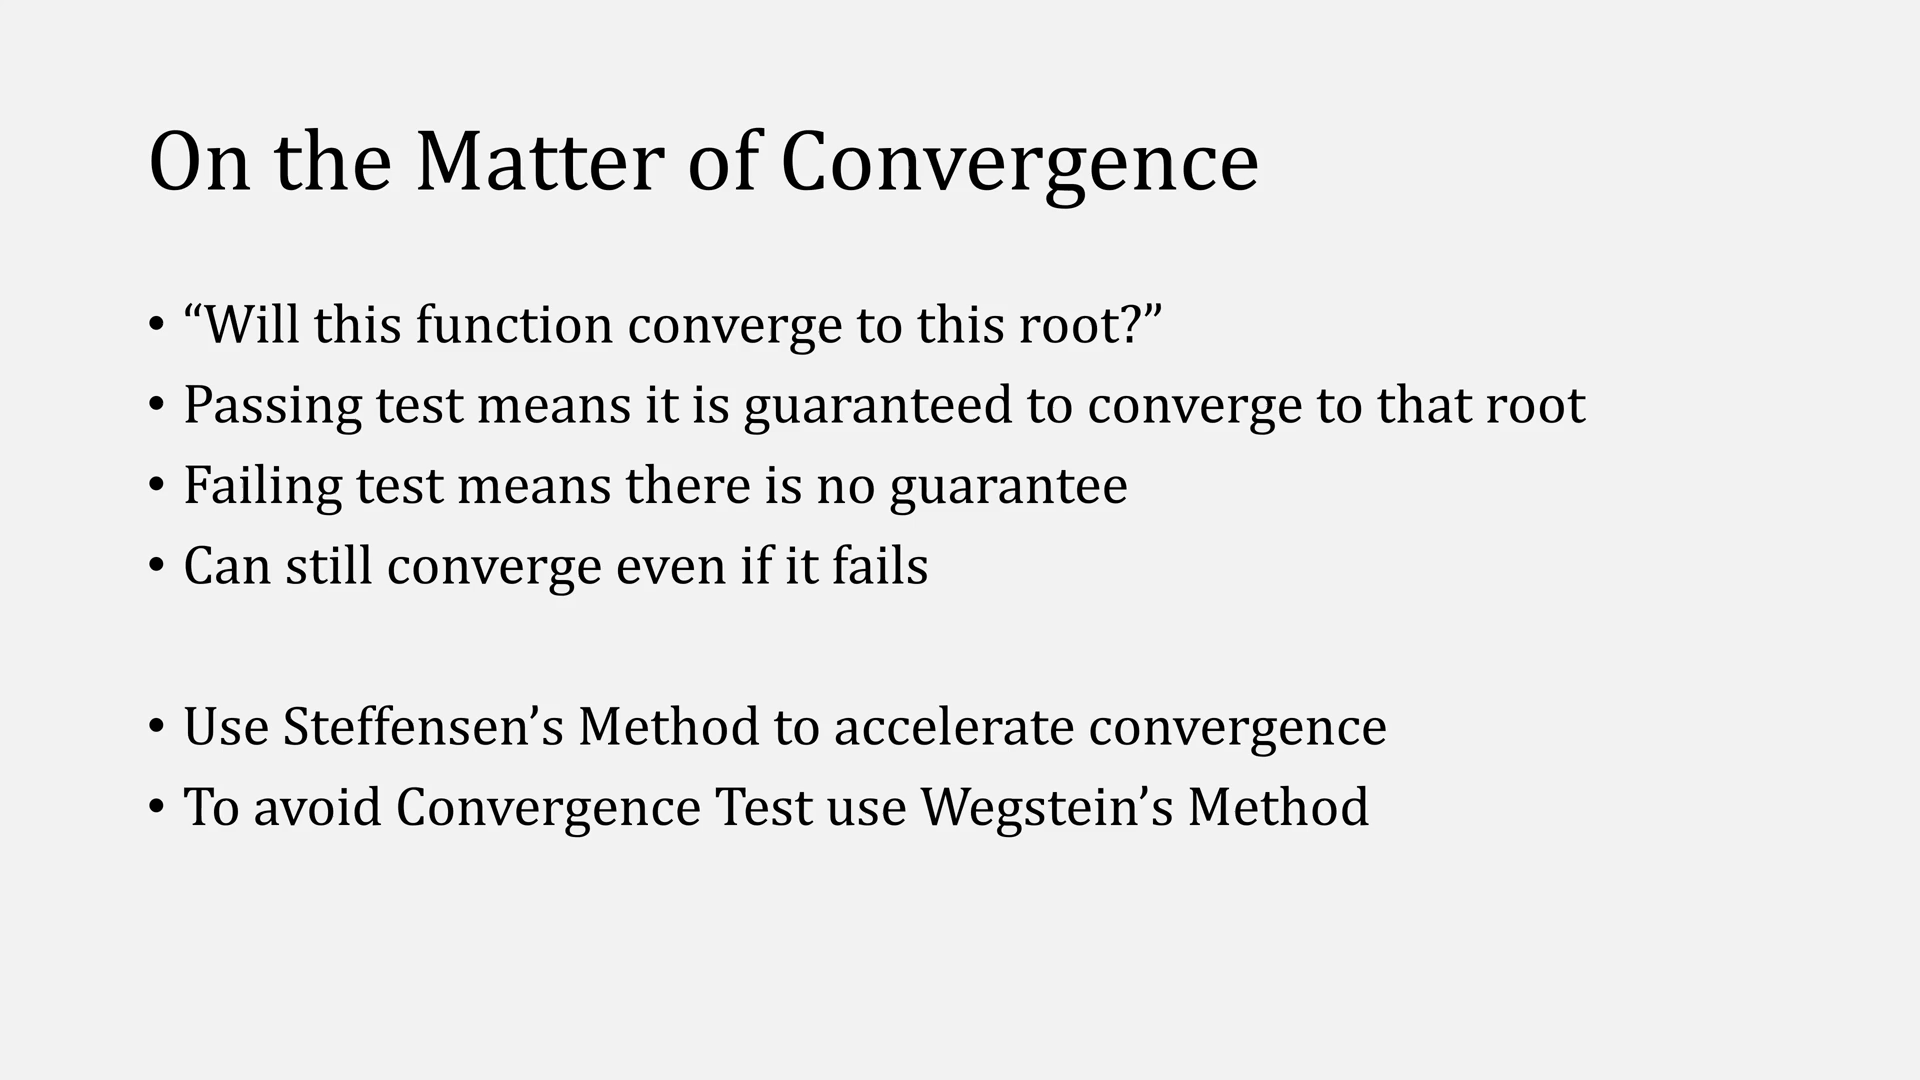 On the Matter of Convergence
• “Will this function converge to this root?”
• Passing test means it is guaranteed to converge to that root
• Failing test means there is no guarantee
• Can still converge even if it fails
• Use Steffensen’s Method to accelerate convergence
• To avoid Convergence Test use Wegstein’s Method